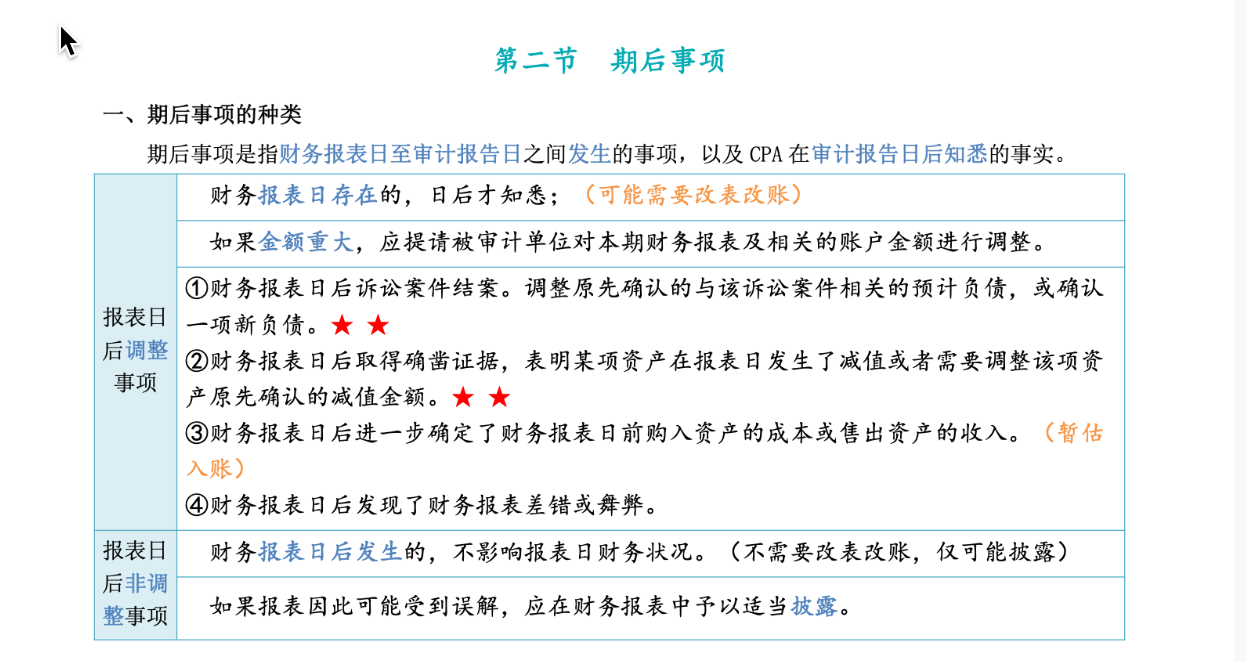 第二节 期后事项
一、期后事项的种类
期后事项是指财务报表日至审计报告日之间发生的事项，以及 CPA 在审计报告日后知悉的事实。
报表日
后调整
事项
财务报表日存在的，日后才知悉；（可能需要改表改账）
如果金额重大，应提请被审计单位对本期财务报表及相关的账户金额进行调整。
①财务报表日后诉讼案件结案。调整原先确认的与该诉讼案件相关的预计负债，或确认
一项新负债。★ ★
②财务报表日后取得确凿证据，表明某项资产在报表日发生了减值或者需要调整该项资
产原先确认的减值金额。★ ★
③财务报表日后进一步确定了财务报表日前购入资产的成本或售出资产的收入。（暂估
入账）
④财务报表日后发现了财务报表差错或舞弊。
报表日
后非调
整事项
财务报表日后发生的，不影响报表日财务状况。（不需要改表改账，仅可能披露）
如果报表因此可能受到误解，应在财务报表中予以适当披露。